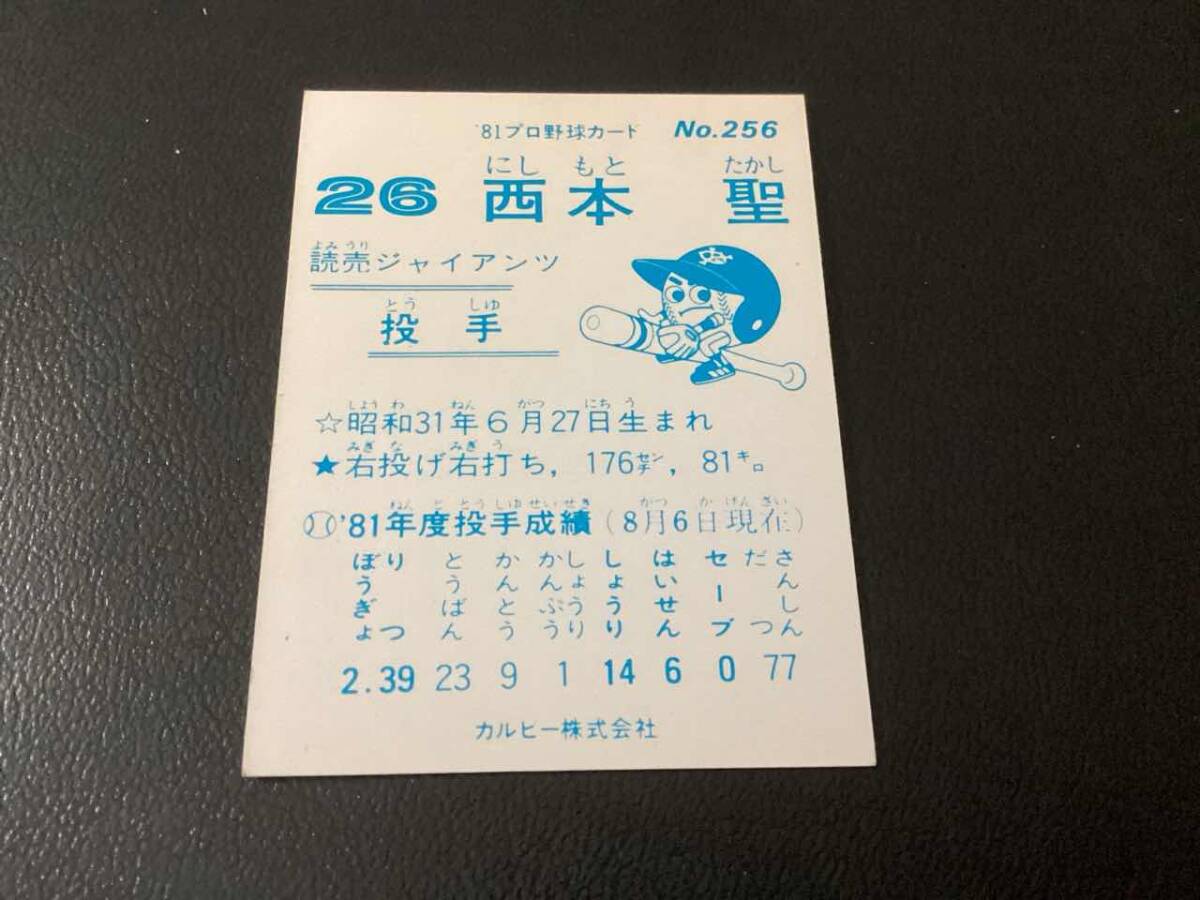 '81プロ野球カード No.256
にし もと たかし
26 西本 聖
よみ うり
読売ジャイアンツ
とう しゅ
投手
しょう わ ねん がつ にち う
☆昭和31年6月27日生まれ
みぎ な みぎ う
★右投げ右打ち, 176センチ, 81キロ
ねん ど とう しゅ せい せき がつ か げん ざい
'81年度投手成績(8月6日現在)
ぼうぎょりつ とうばん かんとう かんぷうしょうり しょうり はいせん セーブ だつさんしん
2.39 23 9 1 14 6 0 77
カルビー株式会社